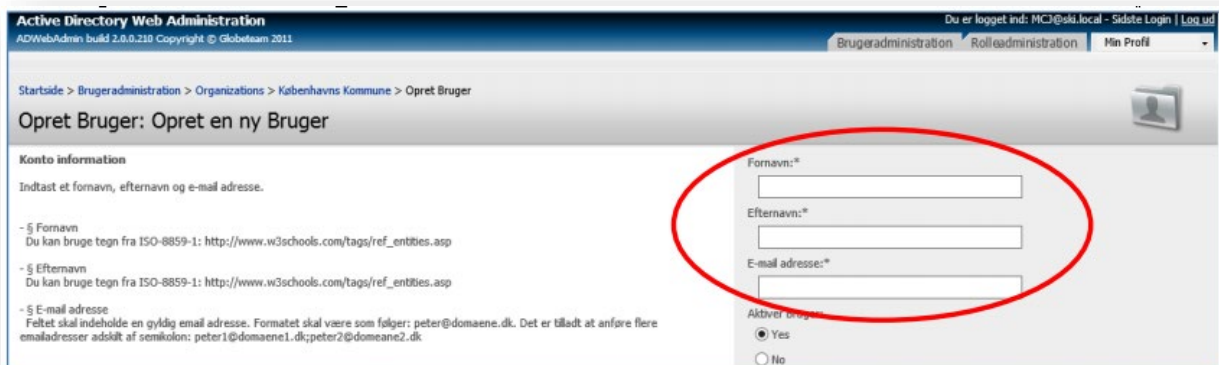 Active Directory Web Administration
Du er logget ind: MCJ@ski.local - Sidste Login | Log ud
ADWebAdmin build 2.0.0.210 Copyright © Globeteam 2011
Brugeradministration Rolleadministration Min Profil
Startside > Brugeradministration > Organizations > Københavns Kommune > Opret Bruger
Opret Bruger: Opret en ny Bruger
Konto information
Indtast et fornavn, efternavn og e-mail adresse.
- § Fornavn
Du kan bruge tegn fra ISO-8859-1: http://www.w3schools.com/tags/ref_entities.asp
- § Efternavn
Du kan bruge tegn fra ISO-8859-1: http://www.w3schools.com/tags/ref_entities.asp
- § E-mail adresse
Feltet skal indeholde en gyldig email adresse. Formatet skal være som følger: peter@domaene.dk. Det er tilladt at anføre flere
emailadresser adskilt af semikolon: peter1@domaene1.dk;peter2@domeane2.dk
Fornavn:*
Efternavn:*
E-mail adresse:*
Aktiver bruger:
Yes
No